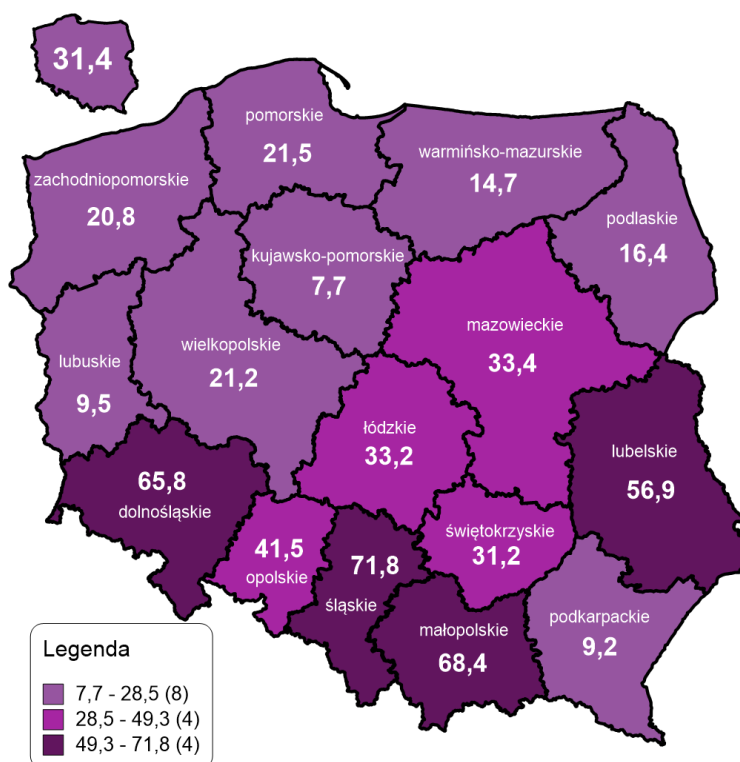 31,4
pomorskie
21,5
warmińsko-mazurskie
14,7
zachodniopomorskie
20,8
podlaskie
16,4
kujawsko-pomorskie
7,7
mazowieckie
33,4
wielkopolskie
21,2
lubuskie
9,5
łódzkie
33,2
lubelskie
56,9
65,8
dolnośląskie
41,5
opolskie
71,8
śląskie
świętokrzyskie
31,2
małopolskie
68,4
podkarpackie
9,2
Legenda
7,7 - 28,5 (8)
28,5 - 49,3 (4)
49,3 - 71,8 (4)